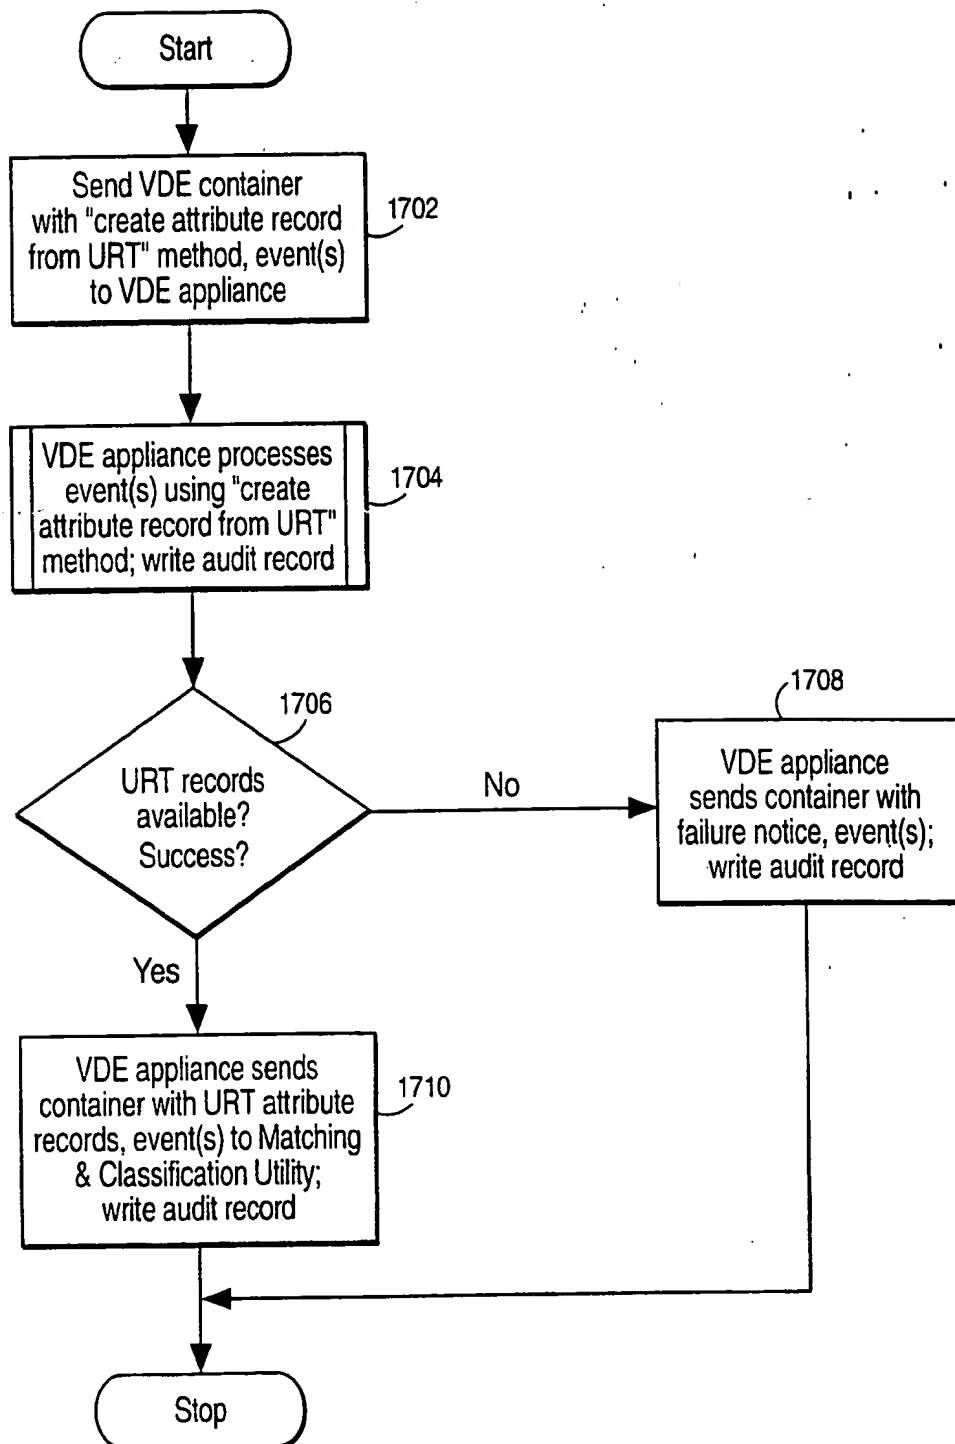 Start
Send VDE container
with "create attribute record
from URT" method, event(s)
to VDE appliance
1702
VDE appliance processes
event(s) using "create
attribute record from URT"
method; write audit record
1704
URT records
available?
Success?
1706
No
1708
VDE appliance
sends container with
failure notice, event(s);
write audit record
Yes
VDE appliance sends
container with URT attribute
records, event(s) to Matching
& Classification Utility;
write audit record
1710
Stop